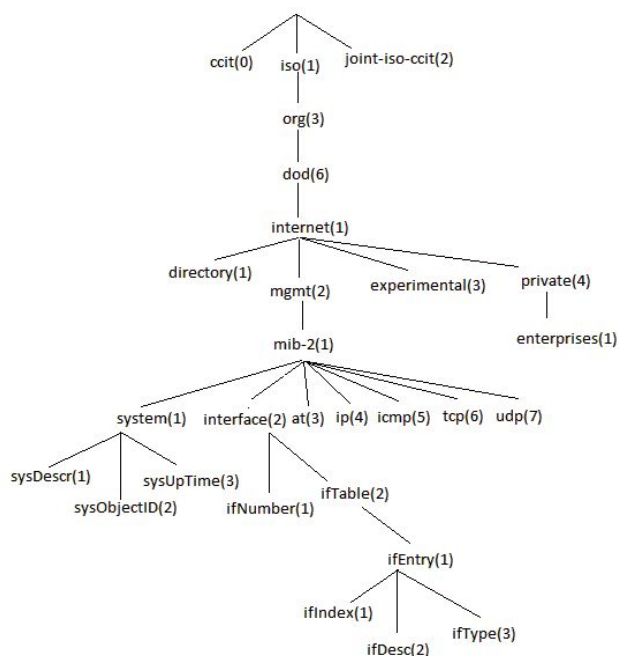 ccit(0) iso(1) joint-iso-ccit(2)
org(3)
dod(6)
internet(1)
directory(1) mgmt(2) experimental(3) private(4)
mib-2(1) enterprises(1)
system(1) interface(2) at(3) ip(4) icmp(5) tcp(6) udp(7)
sysDescr(1) sysObjectID(2) sysUpTime(3) ifNumber(1) ifTable(2)
ifEntry(1)
ifIndex(1) ifDesc(2) ifType(3)